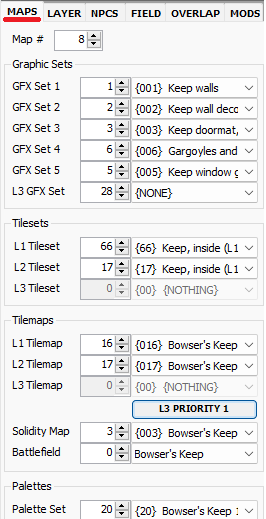 MAPS LAYER NPCS FIELD OVERLAP MODS
Map # 8
Graphic Sets
GFX Set 1 1 {001} Keep walls
GFX Set 2 2 {002} Keep wall deco
GFX Set 3 3 {003} Keep doormat,
GFX Set 4 6 {006} Gargoyles and
GFX Set 5 5 {005} Keep window g
L3 GFX Set 28 {NONE}
Tilesets
L1 Tileset 66 {66} Keep, inside (L1
L2 Tileset 17 {17} Keep, inside (L1
L3 Tileset 0 {00} {NOTHING}
Tilemaps
L1 Tilemap 16 {016} Bowser's Keep
L2 Tilemap 17 {017} Bowser's Keep
L3 Tilemap 0 {00} {NOTHING}
L3 PRIORITY 1
Solidity Map 3 {003} Bowser's Keep
Battlefield 0 Bowser's Keep
Palettes
Palette Set 20 {20} Bowser's Keep 1